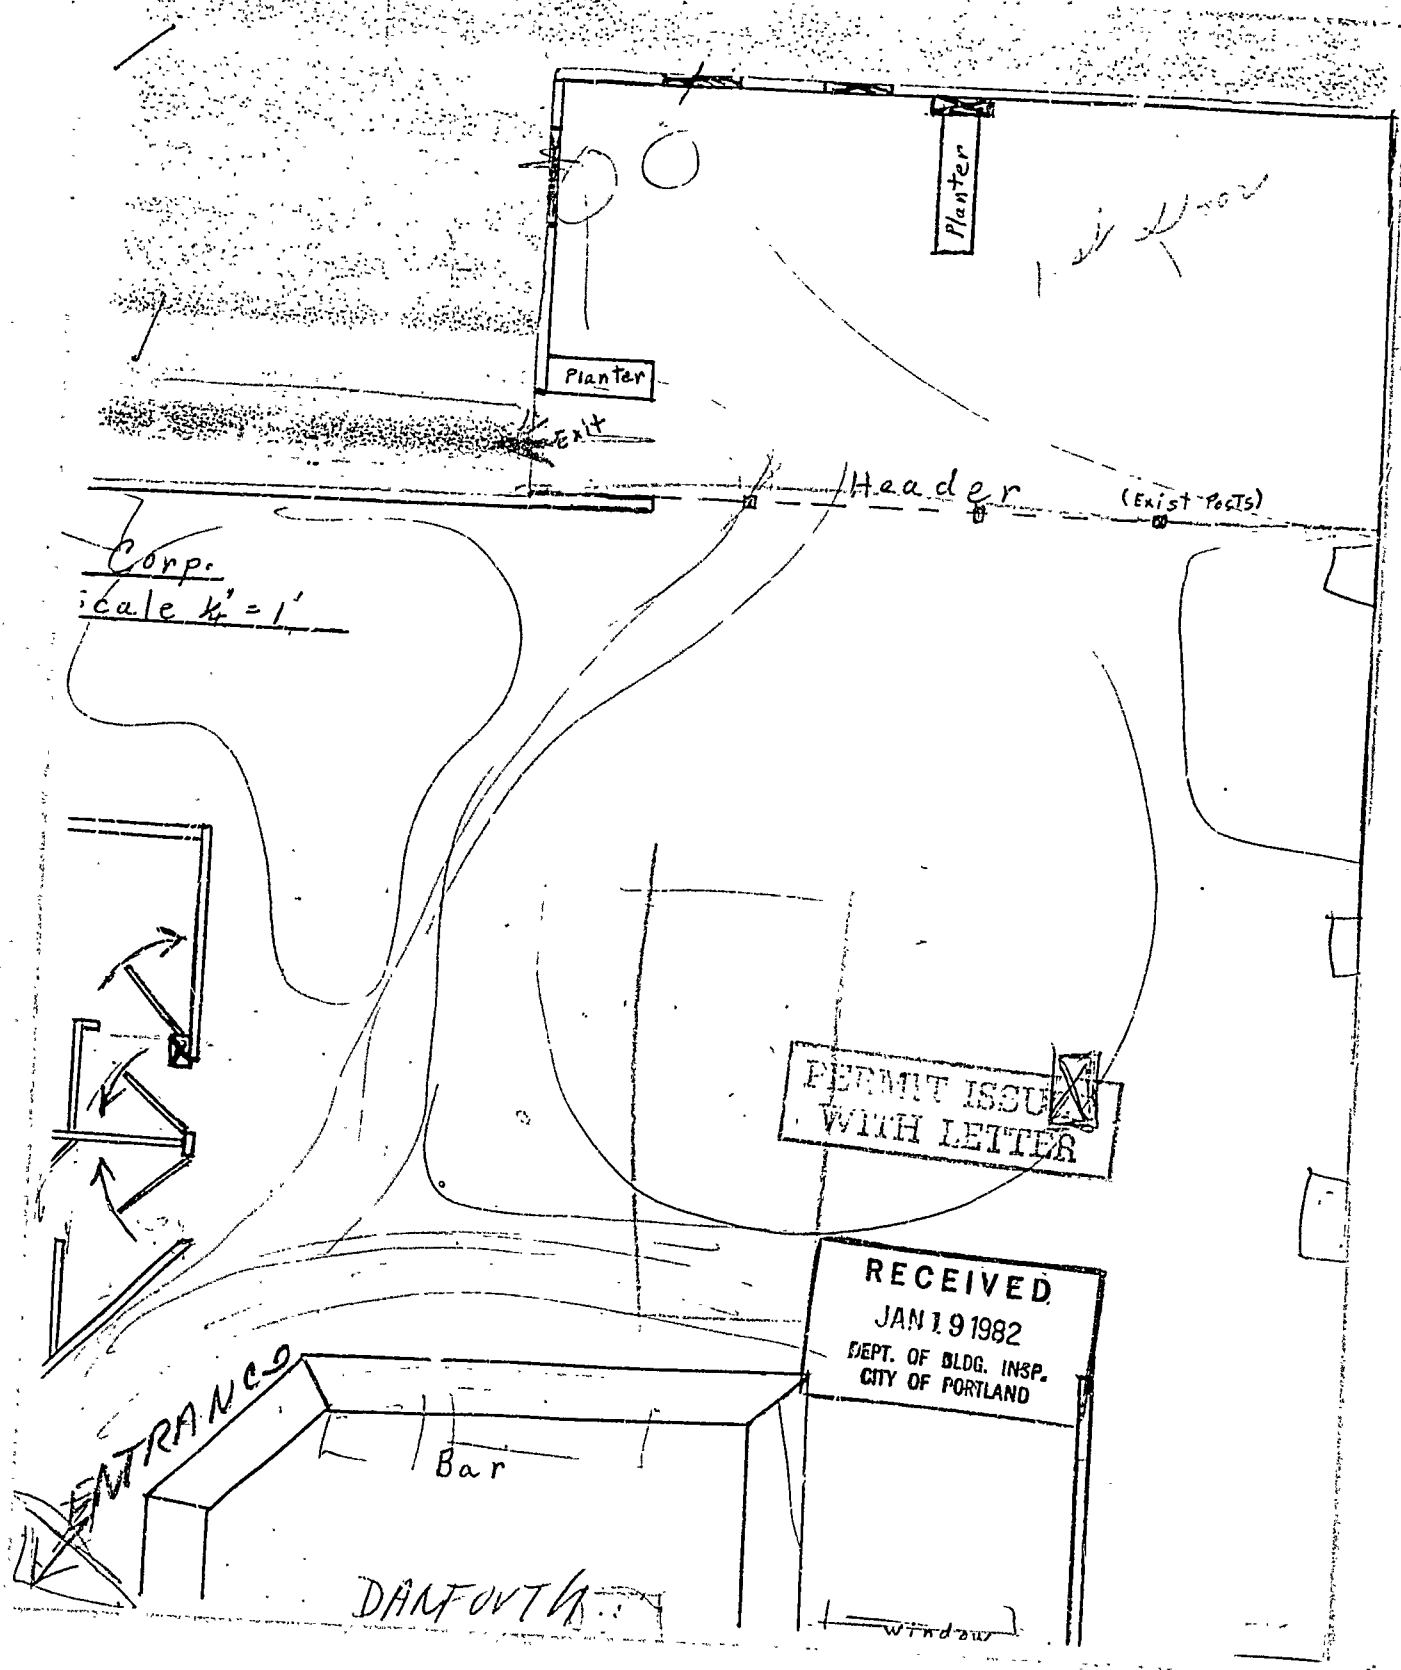 Planter
Planter
Exit
Header
(Exist Posts)
Corp.
Scale ¼' = 1'
PERMIT ISSU
WITH LETTER
RECEIVED
JAN 19 1982
DEPT. OF BLDG. INSP.
CITY OF PORTLAND
ENTRANCE
Bar
DANFORTH
Window